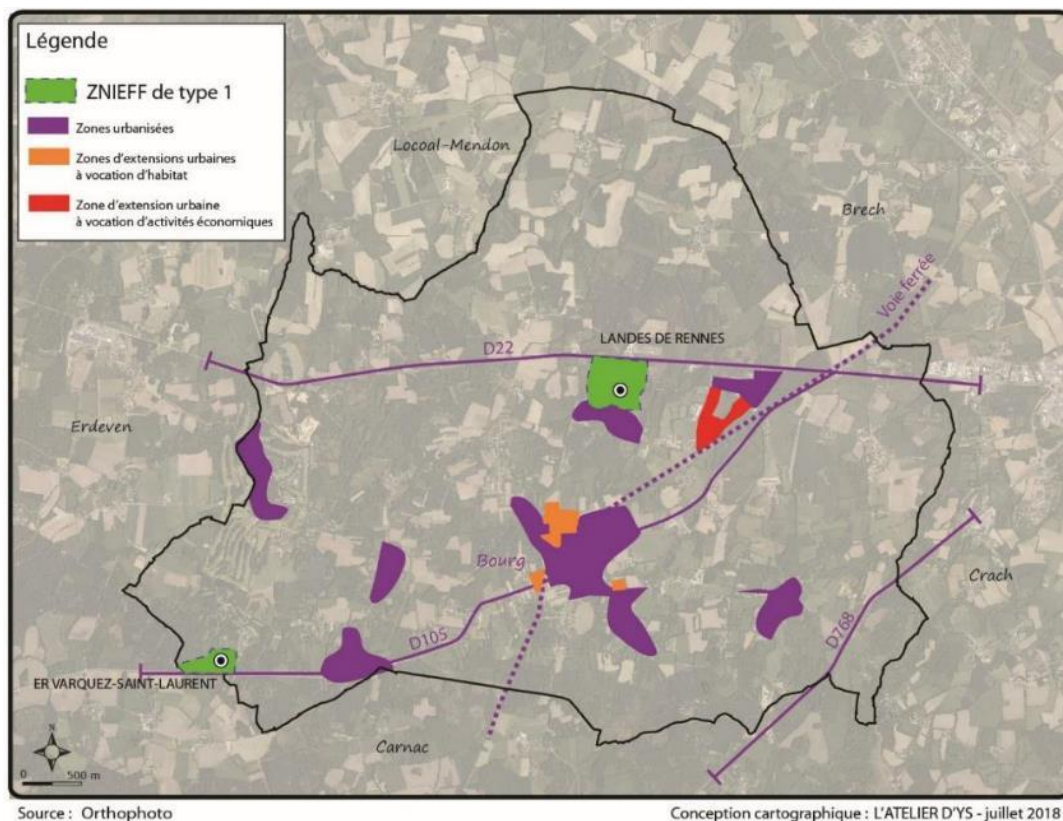 Légende
ZNIEFF de type 1
Zones urbanisées
Zones d'extensions urbaines
à vocation d'habitat
Zone d'extension urbaine
à vocation d'activités économiques
Locoal-Mendon
Brech
Voie ferrée
LANDES DE RENNES
D22
Erdeven
Bourg
Crach
D768
D105
ER VARQUEZ-SAINT-LAURENT
Carnac
N
0 500 m
Source : Orthophoto
Conception cartographique : L'ATELIER D'YS - juillet 2018